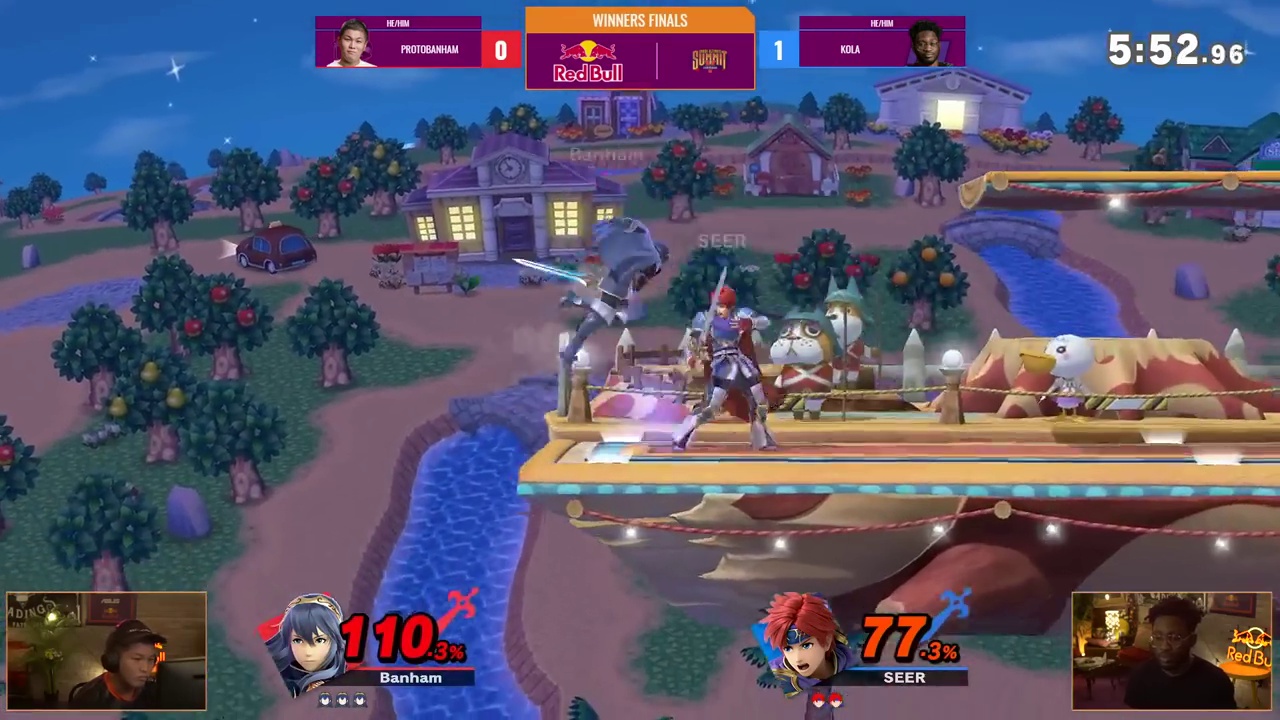 HE/HIM
PROTOBANHAM
0
WINNERS FINALS
Red Bull
SUMMIT
1
HE/HIM
KOLA
5:52.96
Banham
SEER
110.3%
Banham
77.3%
SEER
Red Bu